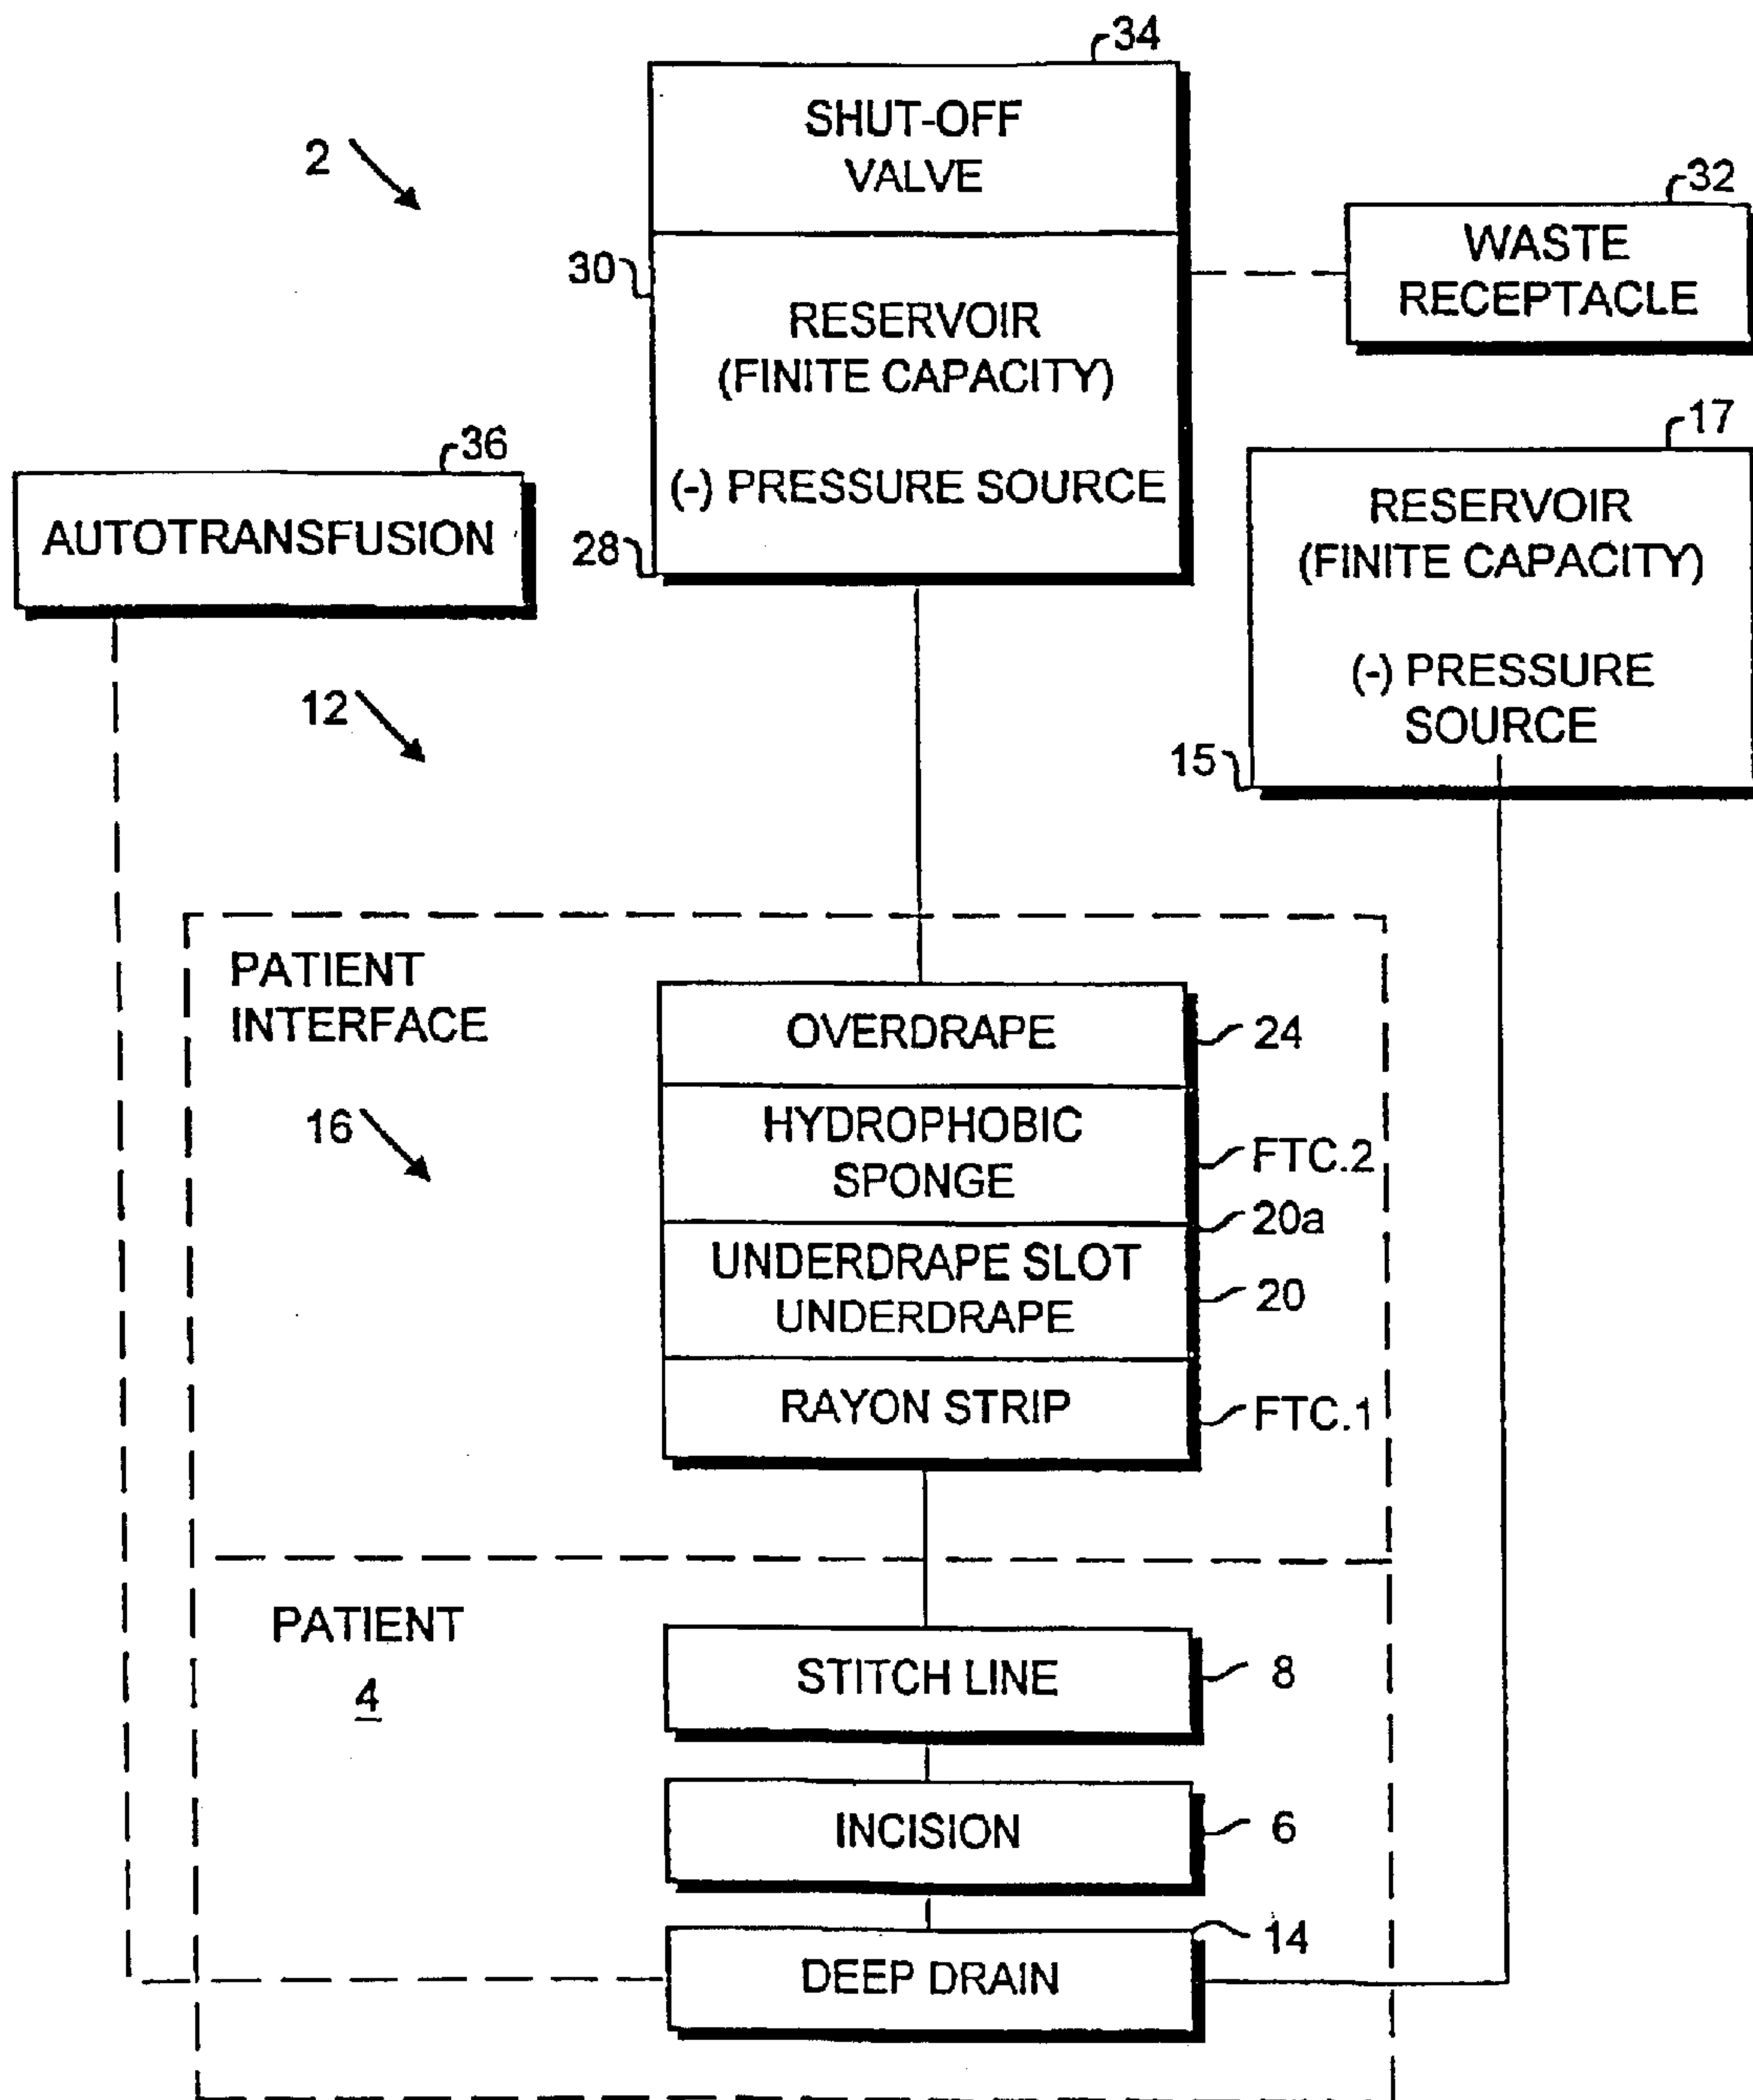 34
SHUT-OFF
VALVE
2
32
WASTE
RECEPTACLE
30
RESERVOIR
(FINITE CAPACITY)
(-) PRESSURE SOURCE
28
36
AUTOTRANSFUSION
17
RESERVOIR
(FINITE CAPACITY)
(-) PRESSURE
SOURCE
15
12
PATIENT
INTERFACE
16
OVERDRAPE
24
HYDROPHOBIC
SPONGE
FTC.2
20a
UNDERDRAPE SLOT
UNDERDRAPE
20
RAYON STRIP
FTC.1
PATIENT
4
STITCH LINE
8
INCISION
6
14
DEEP DRAIN